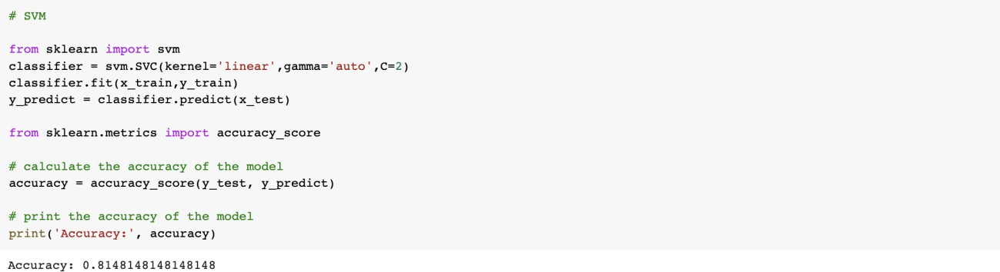 # SVM
from sklearn import svm
classifier = svm.SVC(kernel='linear',gamma='auto',C=2)
classifier.fit(x_train,y_train)
y_predict = classifier.predict(x_test)
from sklearn.metrics import accuracy_score
# calculate the accuracy of the model
accuracy = accuracy_score(y_test, y_predict)
# print the accuracy of the model
print('Accuracy:', accuracy)
Accuracy: 0.8148148148148148